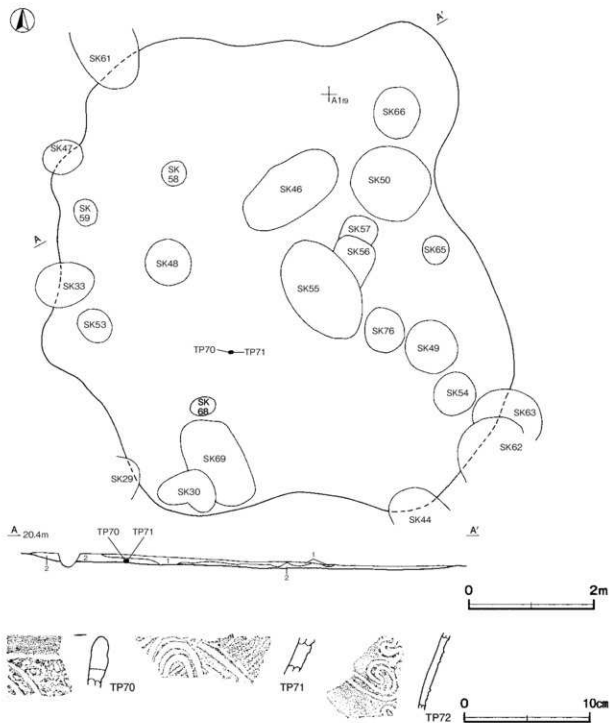 A'
SK61
A1f9
SK66
SK47
SK
58
SK46
SK50
SK
59
SK57
A
SK56
SK65
SK48
SK33
SK55
SK53
SK76
SK49
TP70
TP71
SK54
SK
68
SK63
SK62
SK69
SK29
SK30
SK44
A 20.4m
TP70 TP71
A'
2
2
1
1
2
0 2m
TP70
TP71
TP72
0 10cm